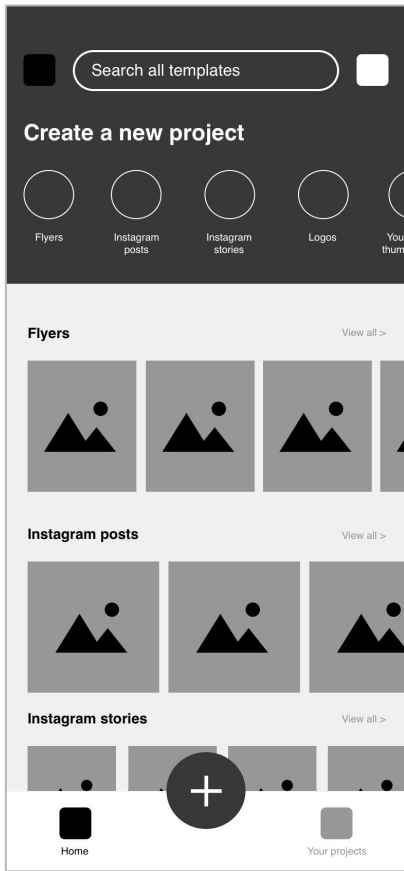 Search all templates
Create a new project
Flyers
Instagram
posts
Instagram
stories
Logos
Flyers
View all >
Instagram posts
View all >
Instagram stories
View all >
Home
Your projects